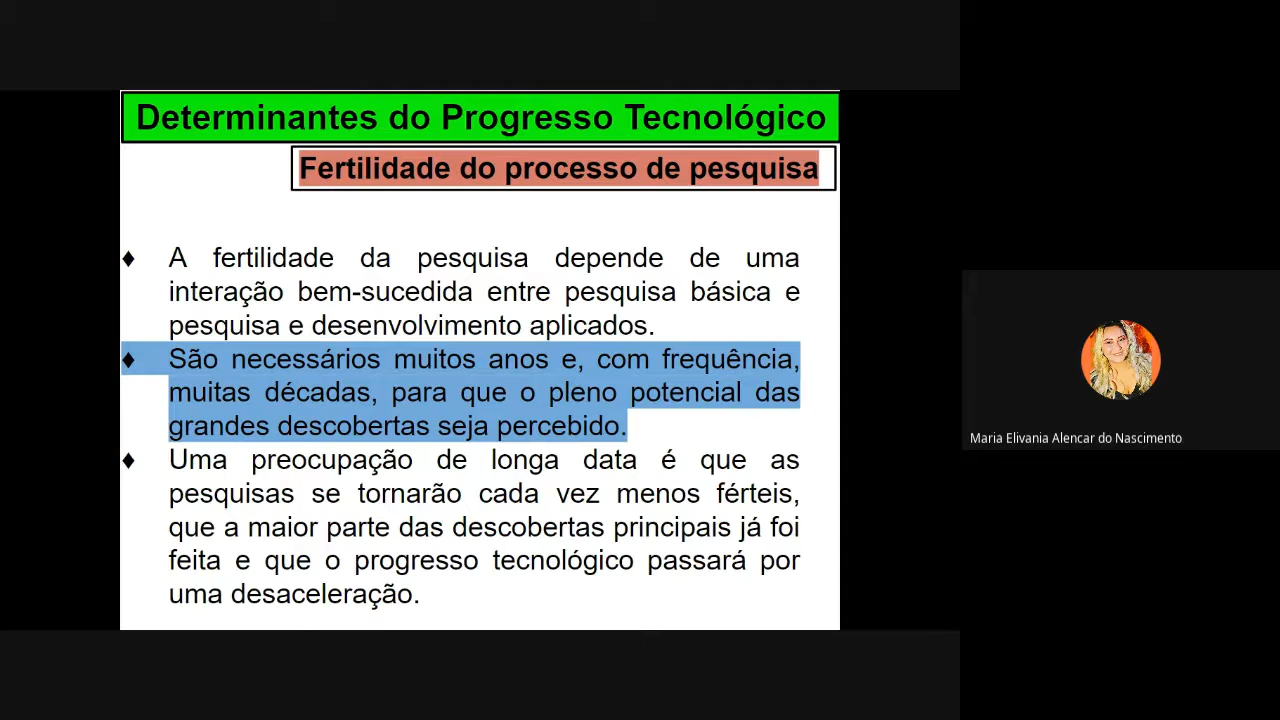 Determinantes do Progresso Tecnológico
Fertilidade do processo de pesquisa
♦ A fertilidade da pesquisa depende de uma
interação bem-sucedida entre pesquisa básica e
pesquisa e desenvolvimento aplicados.
♦ São necessários muitos anos e, com frequência,
muitas décadas, para que o pleno potencial das
grandes descobertas seja percebido.
♦ Uma preocupação de longa data é que as
pesquisas se tornarão cada vez menos férteis,
que a maior parte das descobertas principais já foi
feita e que o progresso tecnológico passará por
uma desaceleração.
Maria Elivania Alencar do Nascimento